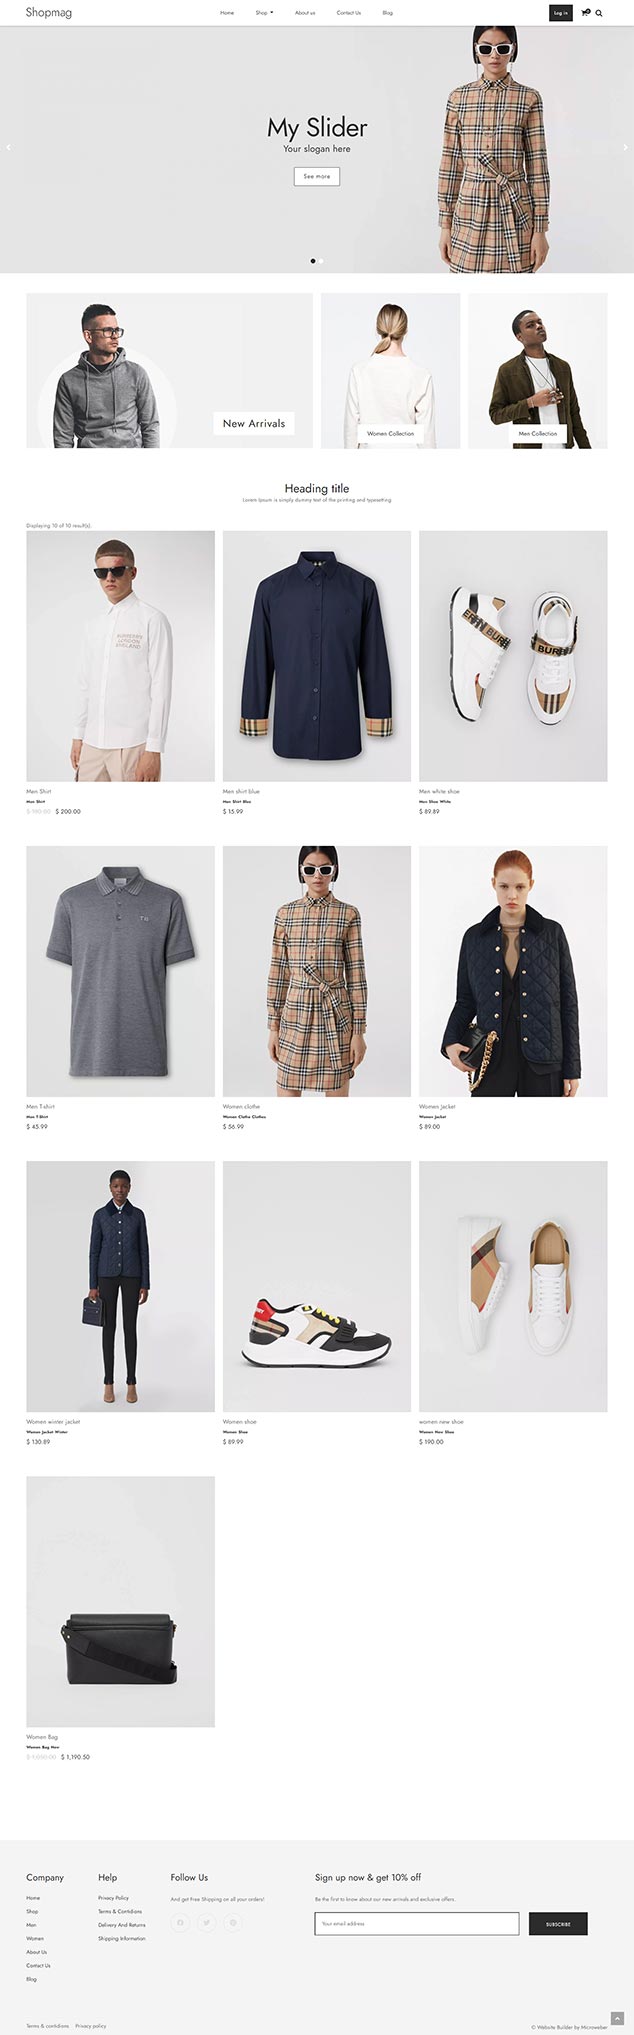 Shopmag
Home Shop About us Contact Us Blog
Log in
My Slider
Your slogan here
See more
New Arrivals
Women Collection
Men Collection
Heading title
Lorem Ipsum is simply dummy text of the printing and typesetting
Displaying 10 of 10 result(s).
BURBERRY
LONDON
ENGLAND
Men Shirt
Men Shirt
$ 200.00
Men shirt blue
Men Shirt Blue
$ 15.99
Men white shoe
Men Shoe White
$ 89.89
Men T-shirt
Men T-Shirt
$ 45.99
Women clothe
Women Clothe Clothes
$ 56.99
Women Jacket
Women Jacket
$ 89.00
Women winter jacket
Women Jacket Winter
$ 130.89
Women shoe
Women Shoe
$ 89.99
women new shoe
Women New Shoe
$ 190.00
Women Bag
Women Bag New
$ 1,190.50
Company
Home
Shop
Men
Women
About Us
Contact Us
Blog
Help
Privacy Policy
Terms & Contidions
Delivery And Returns
Shipping Information
Follow Us
And get free Shipping on all your orders!
Sign up now & get 10% off
Be the first to know about our new arrivals and exclusive offers.
Your email address
SUBSCRIBE
Terms & contidions Privacy policy
© Website Builder by Microweber